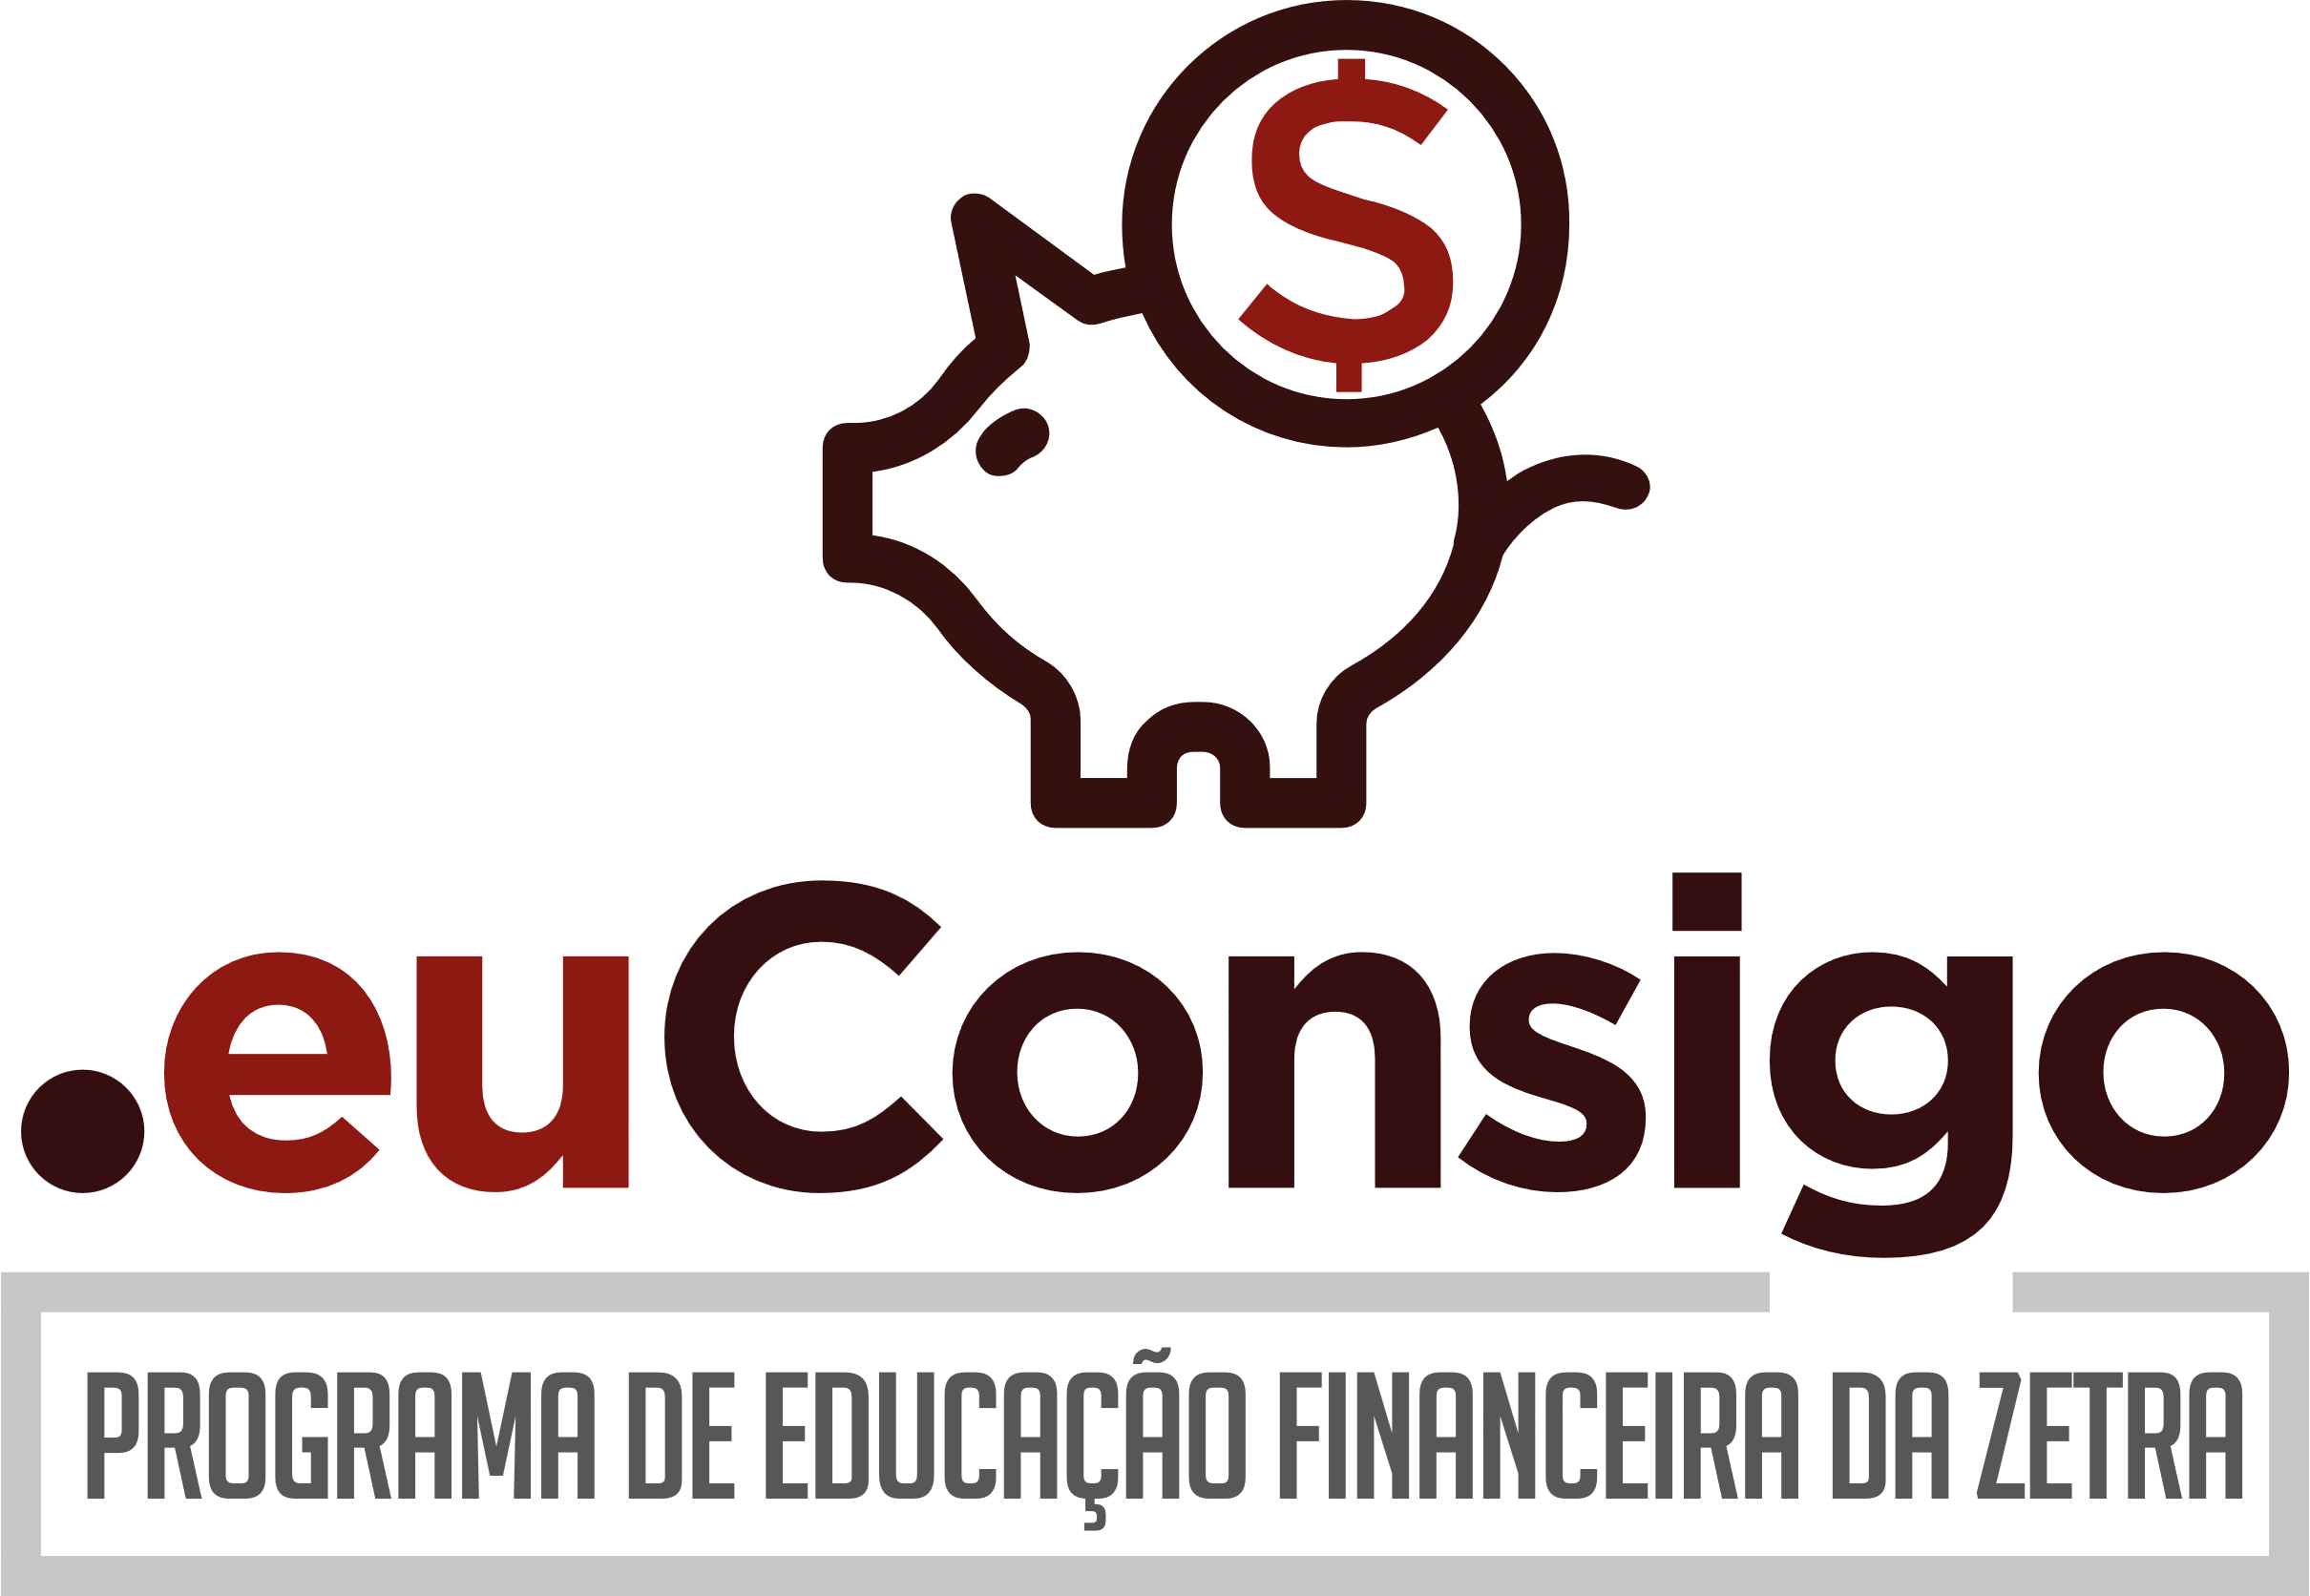 $
.euConsigo
PROGRAMA DE EDUCAÇÃO FINANCEIRA DA ZETRA